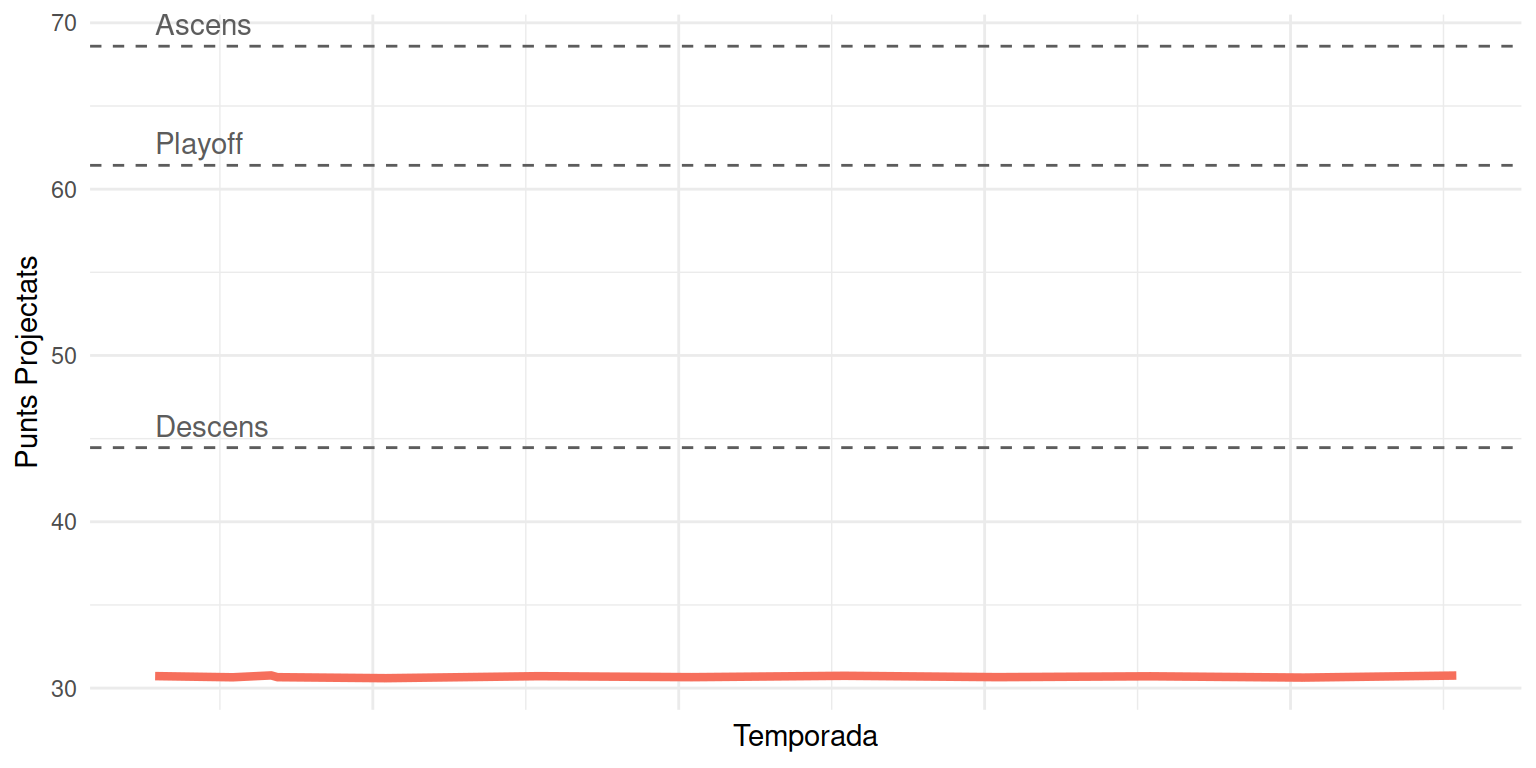 70
Ascens
Playoff
60
50
Descens
40
30
Punts Projectats
Temporada